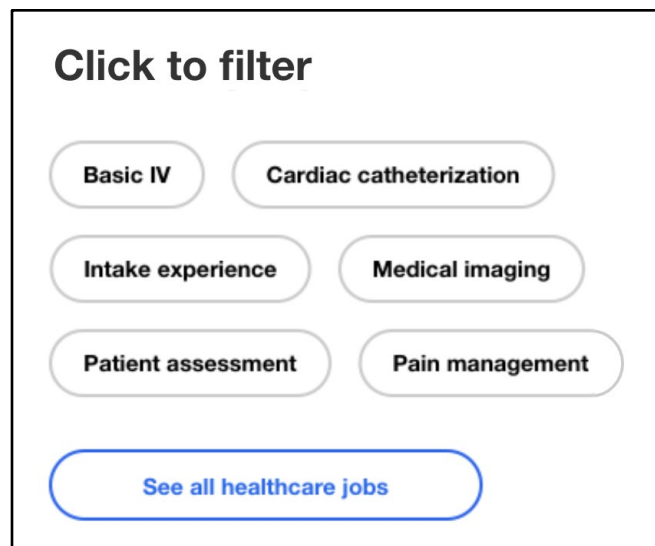 Click to filter
Basic IV
Cardiac catheterization
Intake experience
Medical imaging
Patient assessment
Pain management
See all healthcare jobs